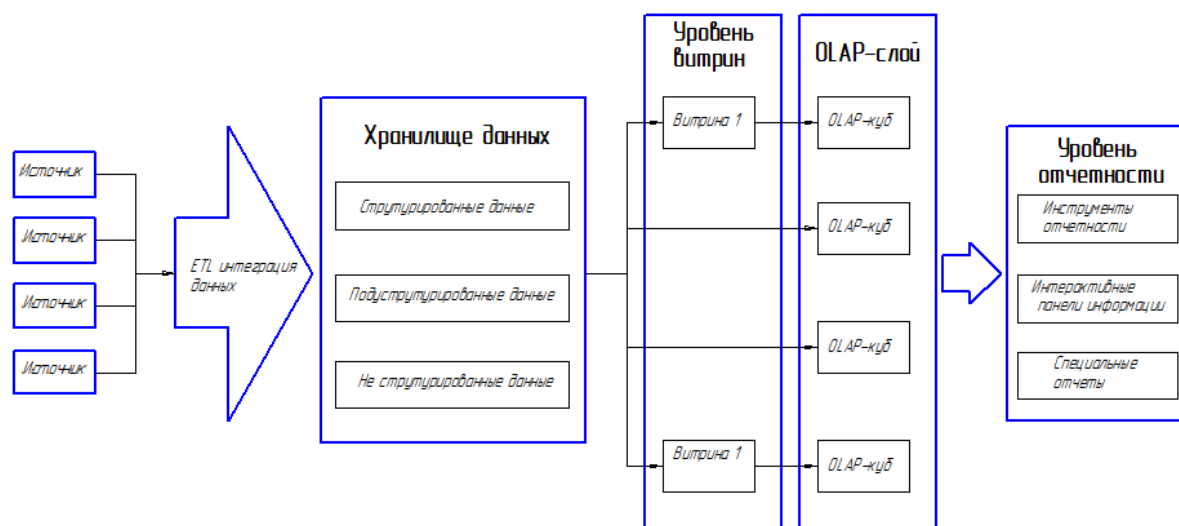 Источник
Источник
Источник
Источник
ETL интеграция
данных
Хранилище данных
Струтурированные данные
Подуструтурированные данные
Не струтурированные данные
Уровень
витрин
Витрина 1
Витрина 1
OLAP-слой
OLAP-куб
OLAP-куб
OLAP-куб
OLAP-куб
Уровень
отчетности
Инструменты
отчетности
Интерактивные
панели информации
Специальные
отчеты